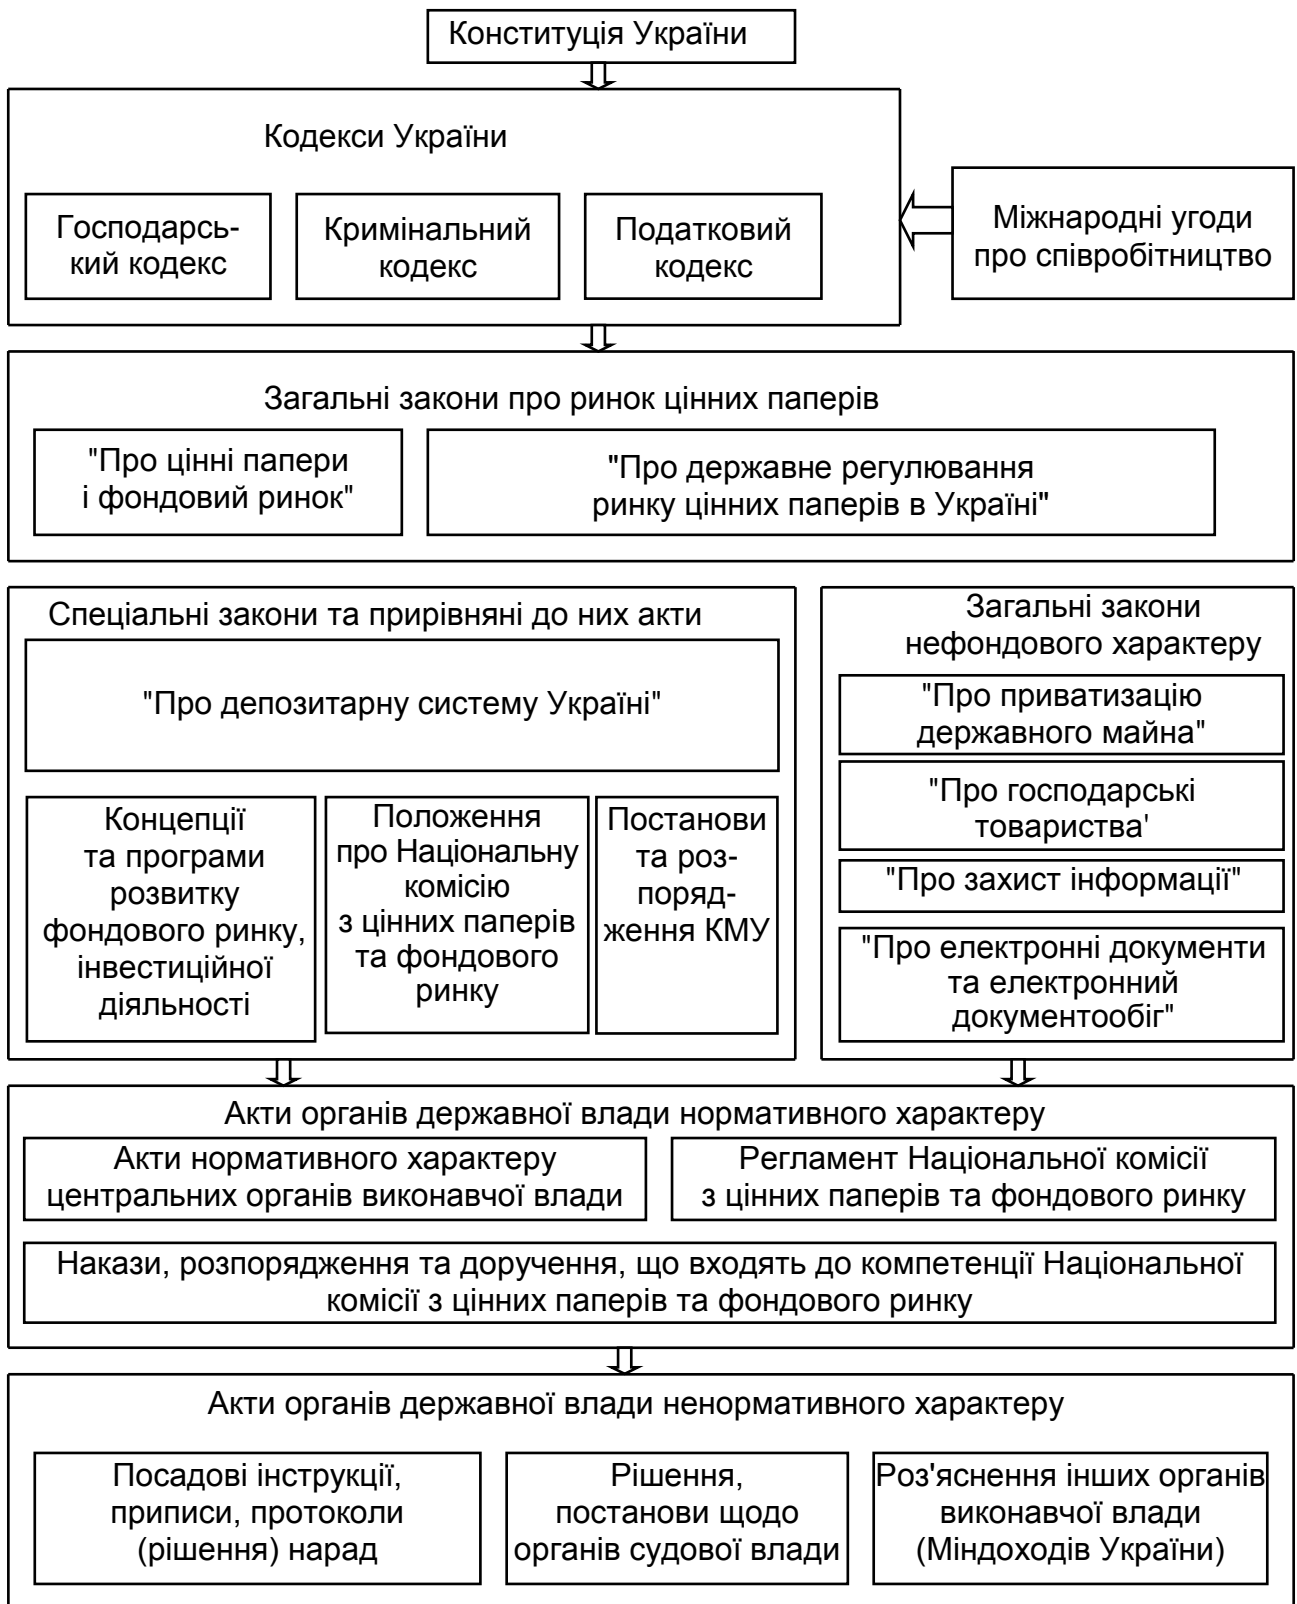 Конституція України
Кодекси України
Господарсь-
кий кодекс
Кримінальний
кодекс
Податковий
кодекс
Міжнародні угоди
про співробітництво
Загальні закони про ринок цінних паперів
"Про цінні папери
і фондовий ринок"
"Про державне регулювання
ринку цінних паперів в Україні"
Спеціальні закони та прирівняні до них акти
"Про депозитарну систему Україні"
Концепції
та програми
розвитку
фондового ринку,
інвестиційної
діяльності
Положення
про Національну
комісію
з цінних паперів
та фондового
ринку
Постанови
та роз-
поряд-
ження КМУ
Загальні закони
нефондового характеру
"Про приватизацію
державного майна"
"Про господарські
товариства'
"Про захист інформації"
"Про електронні документи
та електронний
документообіг"
Акти органів державної влади нормативного характеру
Акти нормативного характеру
центральних органів виконавчої влади
Регламент Національної комісії
з цінних паперів та фондового ринку
Накази, розпорядження та доручення, що входять до компетенції Національної
комісії з цінних паперів та фондового ринку
Акти органів державної влади ненормативного характеру
Посадові інструкції,
приписи, протоколи
(рішення) нарад
Рішення,
постанови щодо
органів судової влади
Роз'яснення інших органів
виконавчої влади
(Міндоходів України)